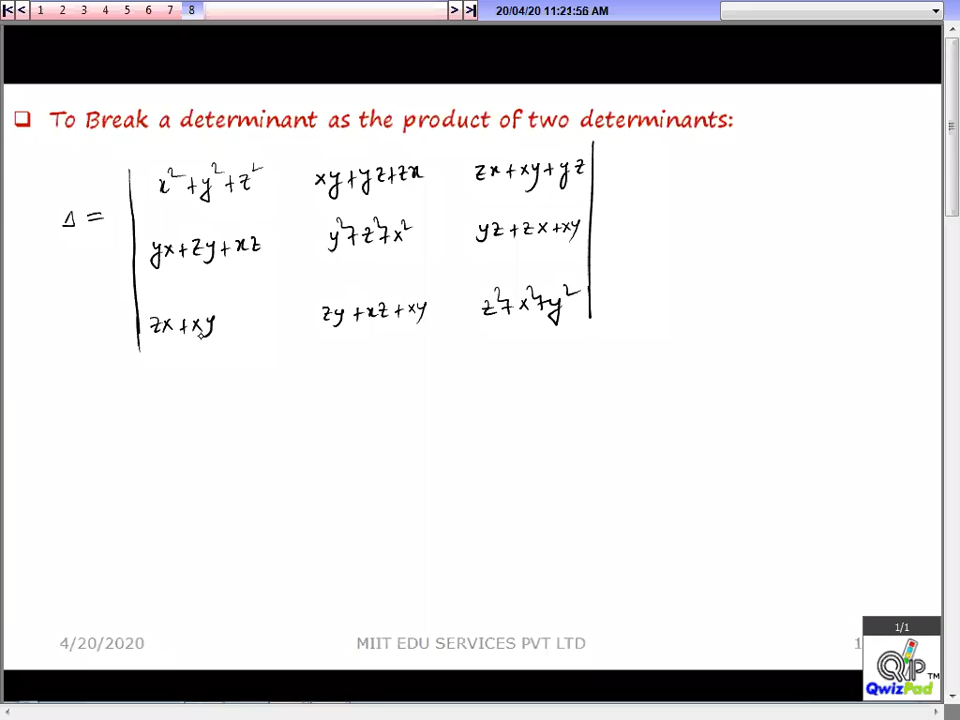 |< < 1 2 3 4 5 6 7 8 > >| 20/04/20 11:21:56 AM
To Break a determinant as the product of two determinants:
x² + y² + z² xy + yz + zx zx + xy + yz
Δ =
yx + zy + xz y² + z² + x² yz + zx + xy
zx + xy zy + xz + xy z² + x² + y²
4/20/2020 MIIT EDU SERVICES PVT LTD 1
1/1
QIP™
QwizPad